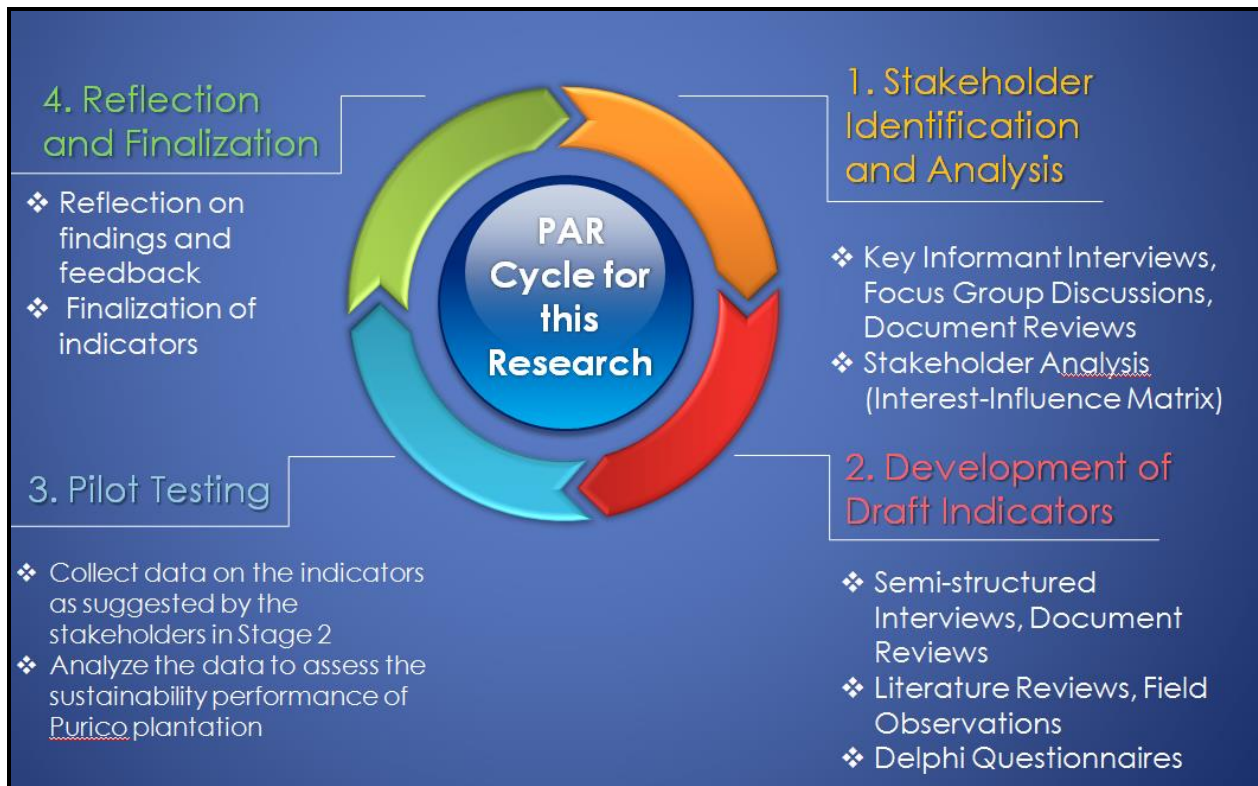 PAR
Cycle for
this
Research
1. Stakeholder
Identification
and Analysis
❖ Key Informant Interviews,
Focus Group Discussions,
Document Reviews
❖ Stakeholder Analysis
(Interest-Influence Matrix)
2. Development of
Draft Indicators
❖ Semi-structured
Interviews, Document
Reviews
❖ Literature Reviews, Field
Observations
❖ Delphi Questionnaires
3. Pilot Testing
❖ Collect data on the indicators
as suggested by the
stakeholders in Stage 2
❖ Analyze the data to assess the
sustainability performance of
Purico plantation
4. Reflection
and Finalization
❖ Reflection on
findings and
feedback
❖ Finalization of
indicators